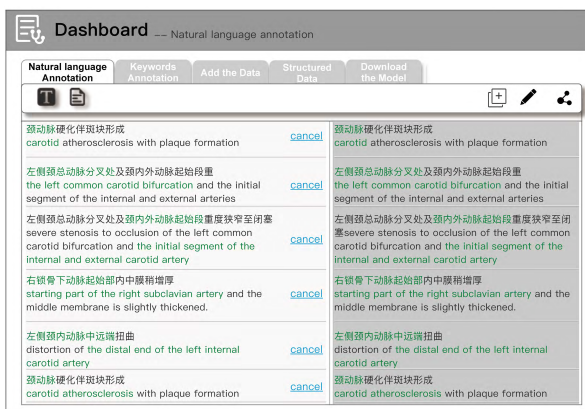 Dashboard -- Natural language annotation
Natural language Annotation
Keywords Annotation
Add the Data
Structured Data
Download the Model
T
颈动脉硬化伴斑块形成
carotid atherosclerosis with plaque formation
cancel
颈动脉硬化伴斑块形成
carotid atherosclerosis with plaque formation
左侧颈总动脉分叉处及颈内外动脉起始段重
the left common carotid bifurcation and the initial
segment of the internal and external arteries
cancel
左侧颈总动脉分叉处及颈内外动脉起始段重
the left common carotid bifurcation and the initial
segment of the internal and external arteries
左侧颈总动脉分叉处及颈内外动脉起始段重度狭窄至闭塞
severe stenosis to occlusion of the left common
carotid bifurcation and the initial segment of the
internal and external carotid artery
cancel
左侧颈总动脉分叉处及颈内外动脉起始段重度狭窄至闭
塞severe stenosis to occlusion of the left common
carotid bifurcation and the initial segment of the
internal and external carotid artery
右锁骨下动脉起始部内中膜稍增厚
starting part of the right subclavian artery and the
middle membrane is slightly thickened.
cancel
右锁骨下动脉起始部内中膜稍增厚
starting part of the right subclavian artery and the
middle membrane is slightly thickened.
左侧颈内动脉中远端扭曲
distortion of the distal end of the left internal
carotid artery
cancel
左侧颈内动脉中远端扭曲
distortion of the distal end of the left internal
carotid artery
颈动脉硬化伴斑块形成
carotid atherosclerosis with plaque formation
cancel
颈动脉硬化伴斑块形成
carotid atherosclerosis with plaque formation